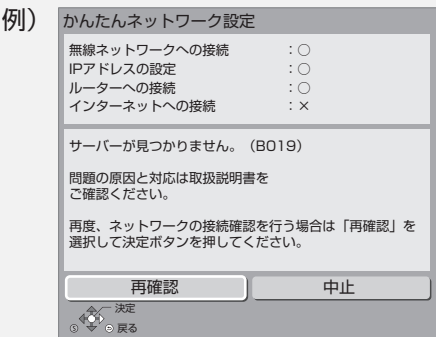 例）
かんたんネットワーク設定
無線ネットワークへの接続 ：○
IPアドレスの設定 ：○
ルーターへの接続 ：○
インターネットへの接続 ：×
サーバーが見つかりません。（B019）
問題の原因と対応は取扱説明書を
ご確認ください。
再度、ネットワークの接続確認を行う場合は「再確認」を
選択して決定ボタンを押してください。
再確認 中止
決定
S 戻る